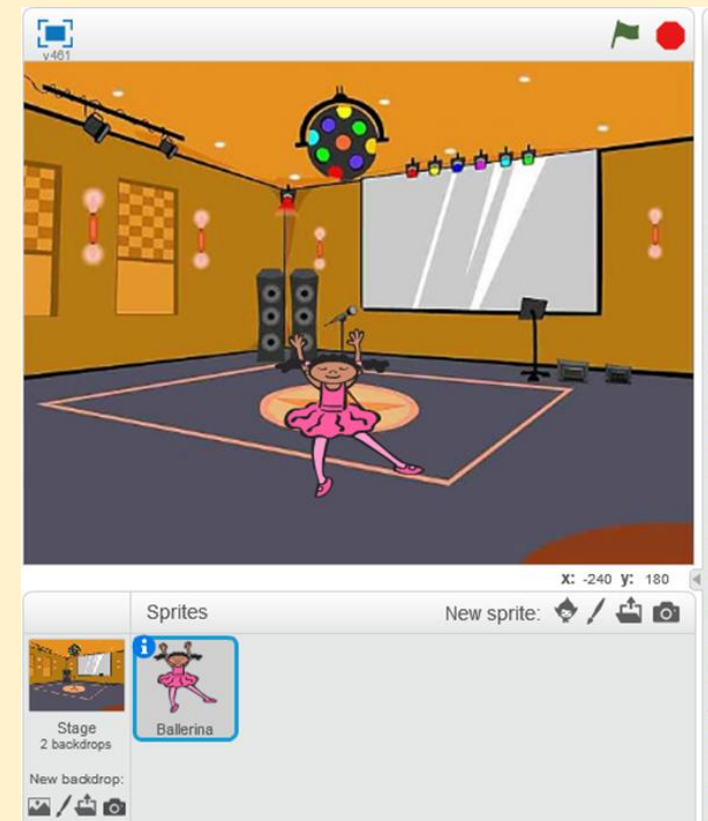 v461
X: -240 y: 180
Sprites
New sprite:
Ballerina
Stage
2 backdrops
New backdrop: